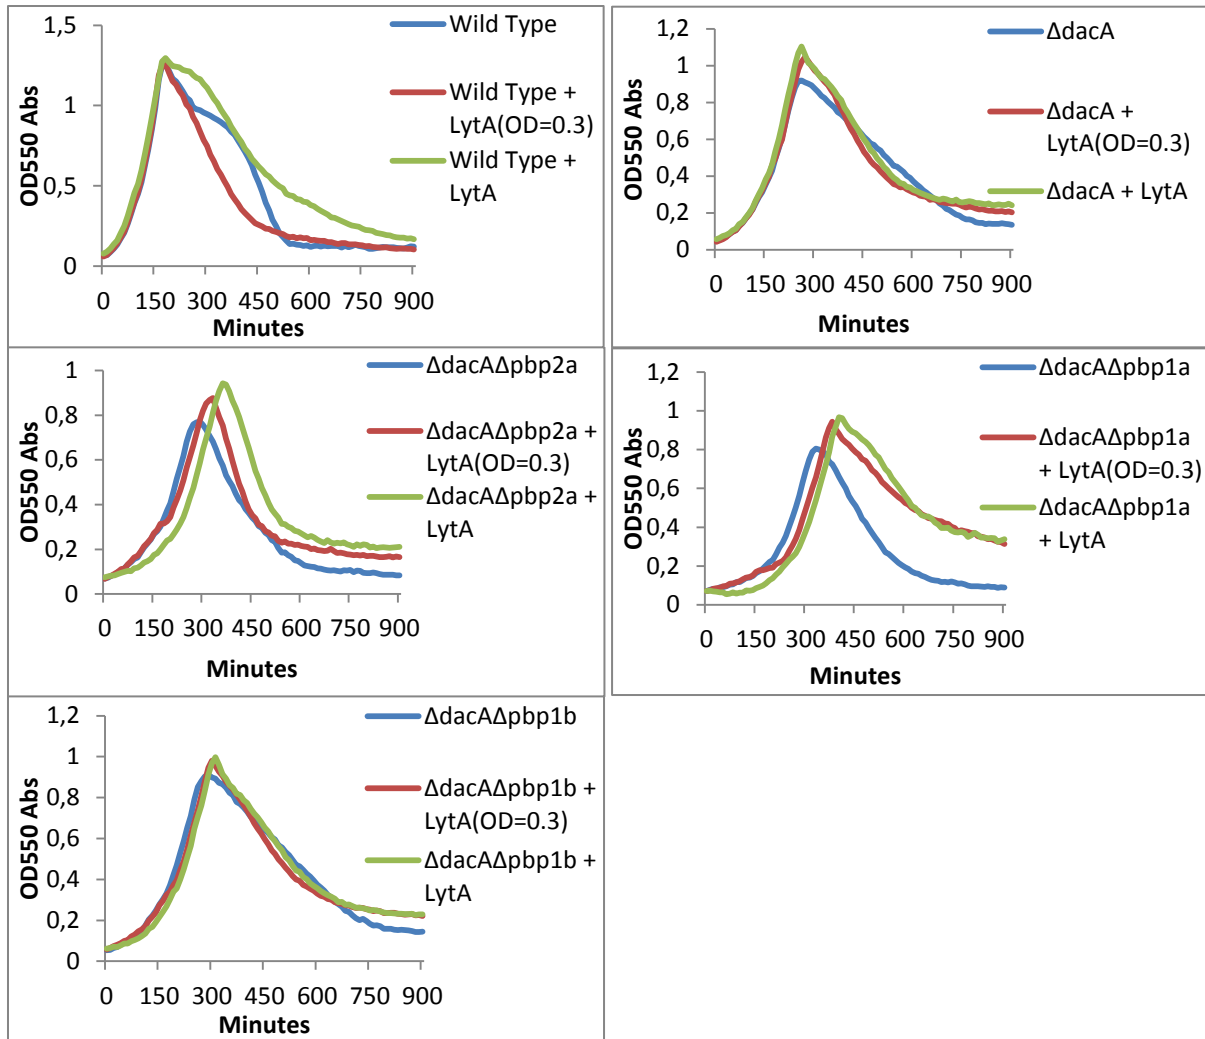 1,5
1
0,5
0
OD550 Abs
0 150 300 450 600 750 900
Minutes
Wild Type
Wild Type +
LytA(OD=0.3)
Wild Type +
LytA
1,2
1
0,8
0,6
0,4
0,2
0
OD550 Abs
0 150 300 450 600 750 900
Minutes
ΔdacA
ΔdacA +
LytA(OD=0.3)
ΔdacA + LytA
1
0,8
0,6
0,4
0,2
0
OD550 Abs
0 150 300 450 600 750 900
Minutes
ΔdacAΔpbp2a
ΔdacAΔpbp2a +
LytA(OD=0.3)
ΔdacAΔpbp2a +
LytA
1,2
1
0,8
0,6
0,4
0,2
0
OD550 Abs
0 150 300 450 600 750 900
Minutes
ΔdacAΔpbp1a
ΔdacAΔpbp1a
+ LytA(OD=0.3)
ΔdacAΔpbp1a
+ LytA
1,2
1
0,8
0,6
0,4
0,2
0
OD550 Abs
0 150 300 450 600 750 900
Minutes
ΔdacAΔpbp1b
ΔdacAΔpbp1b +
LytA(OD=0.3)
ΔdacAΔpbp1b +
LytA